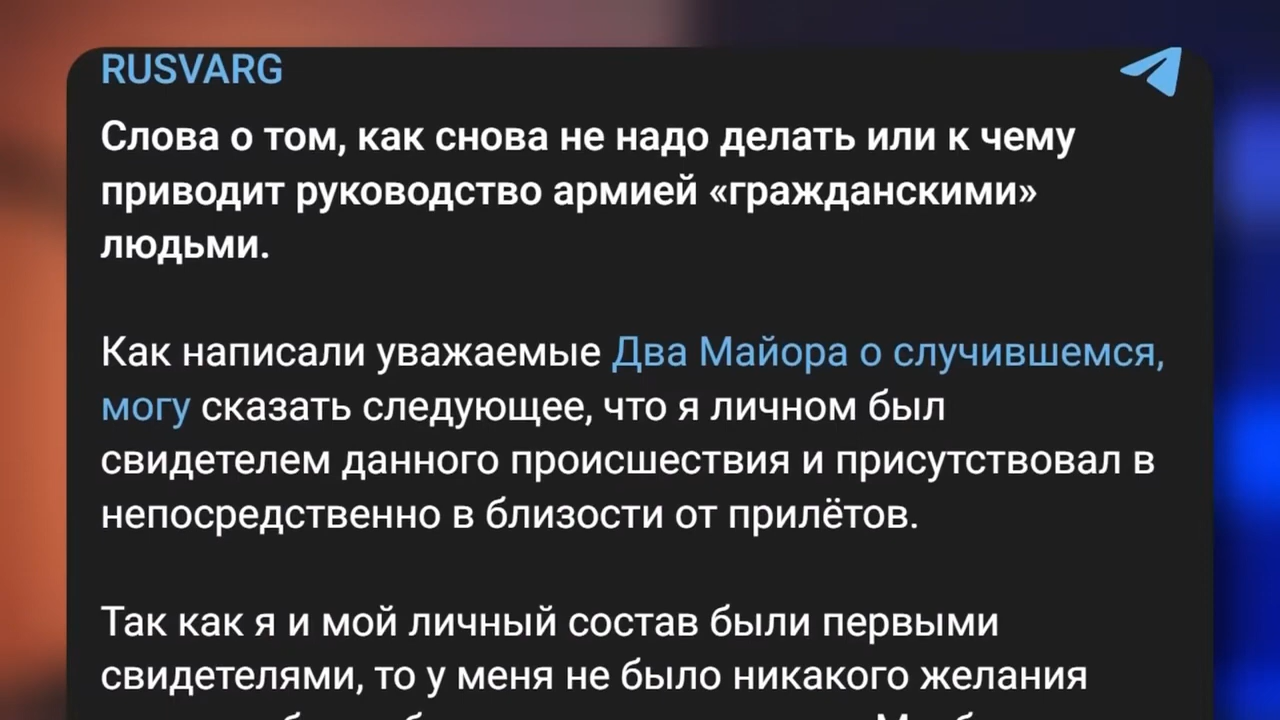 RUSVARG
Слова о том, как снова не надо делать или к чему
приводит руководство армией «гражданскими»
людьми.
Как написали уважаемые Два Майора о случившемся,
могу сказать следующее, что я личном был
свидетелем данного происшествия и присутствовал в
непосредственно в близости от прилётов.
Так как я и мой личный состав были первыми
свидетелями, то у меня не было никакого желания